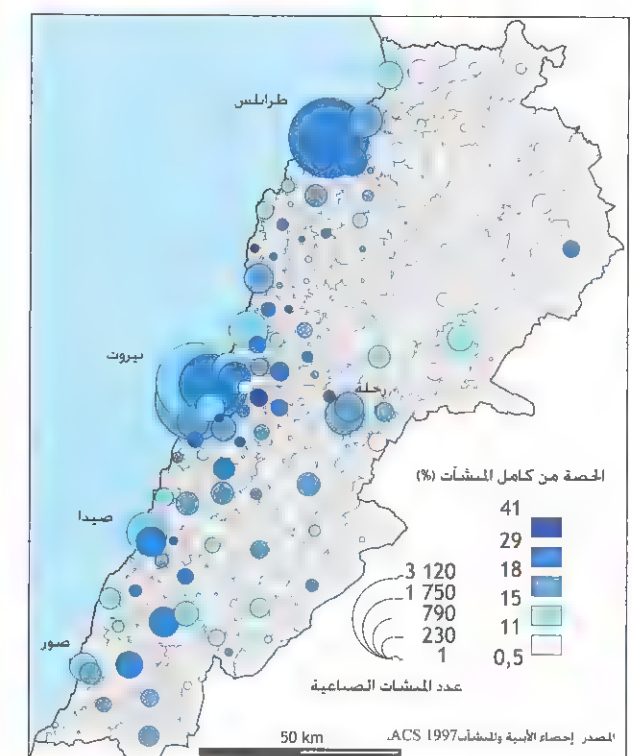 طرابلس
بيروت
زحلة
صيدا
صور
الحصة من كامل المنشآت (%)
41
29
18
15
11
0,5
3 120
1 750
790
230
1
عدد المنشآت الصناعية
50 km
المصدر إحصاء الأبنية والمنشآت ACS 1997.